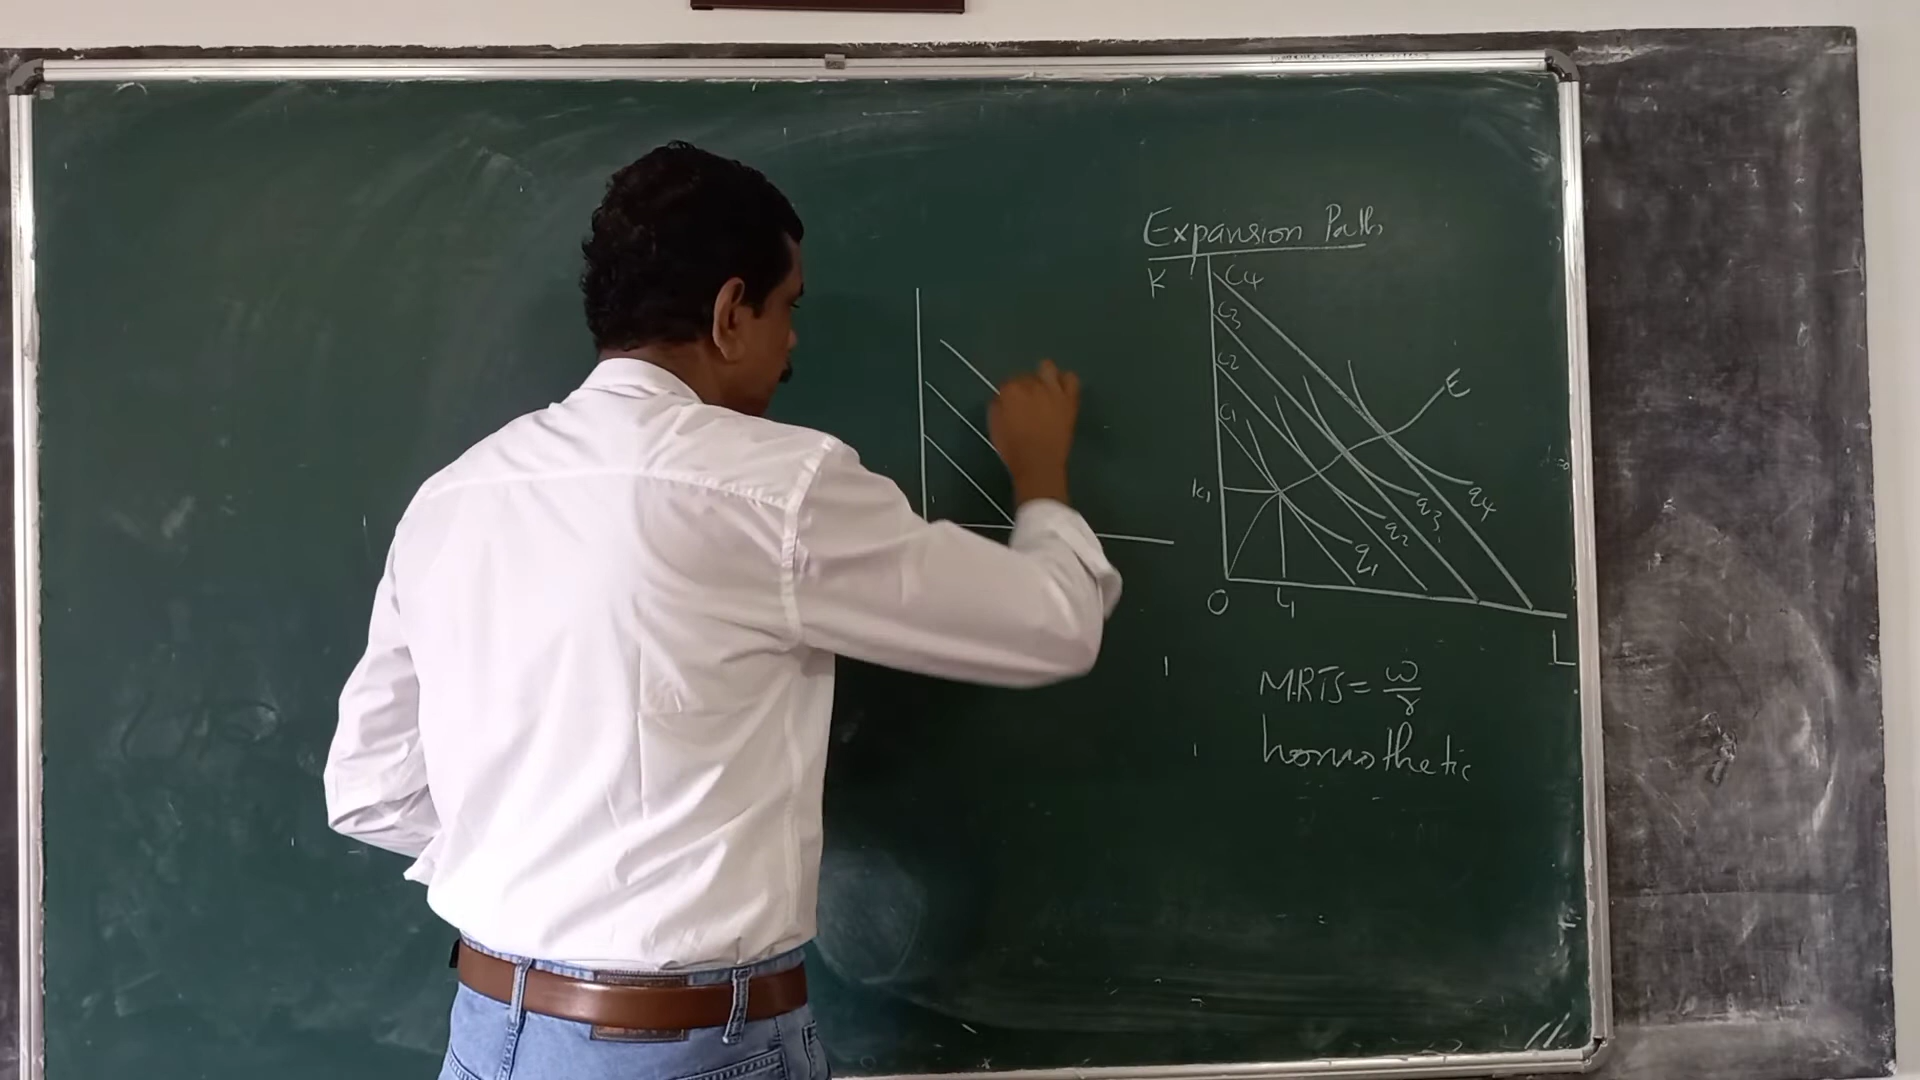 Expansion Path
K
C4
C3
C2
C1
E
K1
q4
q3
q2
q1
O
L1
L
MRTS = w/r
homothetic